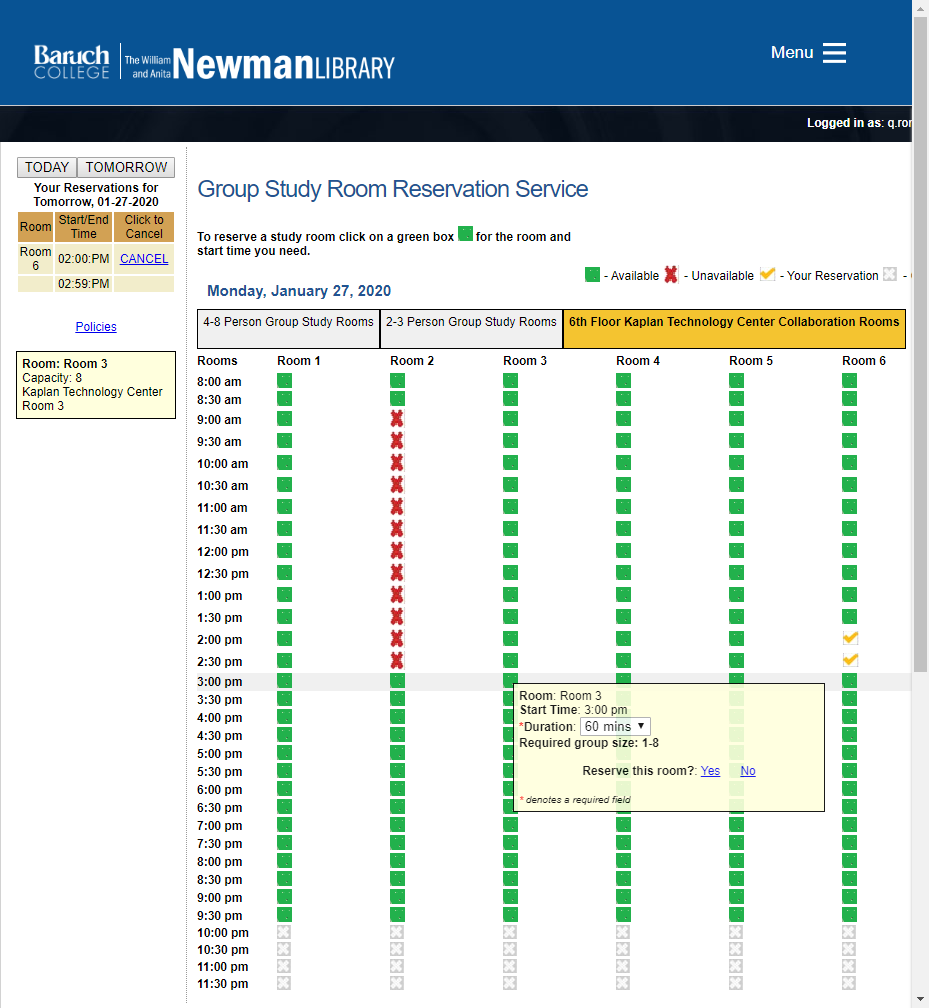 Baruch
COLLEGE
The William
and Anita
Newman LIBRARY
Menu
Logged in as: q.ror
TODAY TOMORROW
Your Reservations for
Tomorrow, 01-27-2020
Room Start/End Time Click to Cancel
Room 6 02:00:PM CANCEL
02:59:PM
Policies
Room: Room 3
Capacity: 8
Kaplan Technology Center
Room 3
Group Study Room Reservation Service
To reserve a study room click on a green box for the room and
start time you need.
- Available - Unavailable - Your Reservation -
Monday, January 27, 2020
4-8 Person Group Study Rooms 2-3 Person Group Study Rooms 6th Floor Kaplan Technology Center Collaboration Rooms
Rooms Room 1 Room 2 Room 3 Room 4 Room 5 Room 6
8:00 am
8:30 am
9:00 am
9:30 am
10:00 am
10:30 am
11:00 am
11:30 am
12:00 pm
12:30 pm
1:00 pm
1:30 pm
2:00 pm
2:30 pm
3:00 pm
3:30 pm
4:00 pm
4:30 pm
5:00 pm
5:30 pm
6:00 pm
6:30 pm
7:00 pm
7:30 pm
8:00 pm
8:30 pm
9:00 pm
9:30 pm
10:00 pm
10:30 pm
11:00 pm
11:30 pm
Room: Room 3
Start Time: 3:00 pm
*Duration: 60 mins
Required group size: 1-8
Reserve this room?: Yes No
* denotes a required field